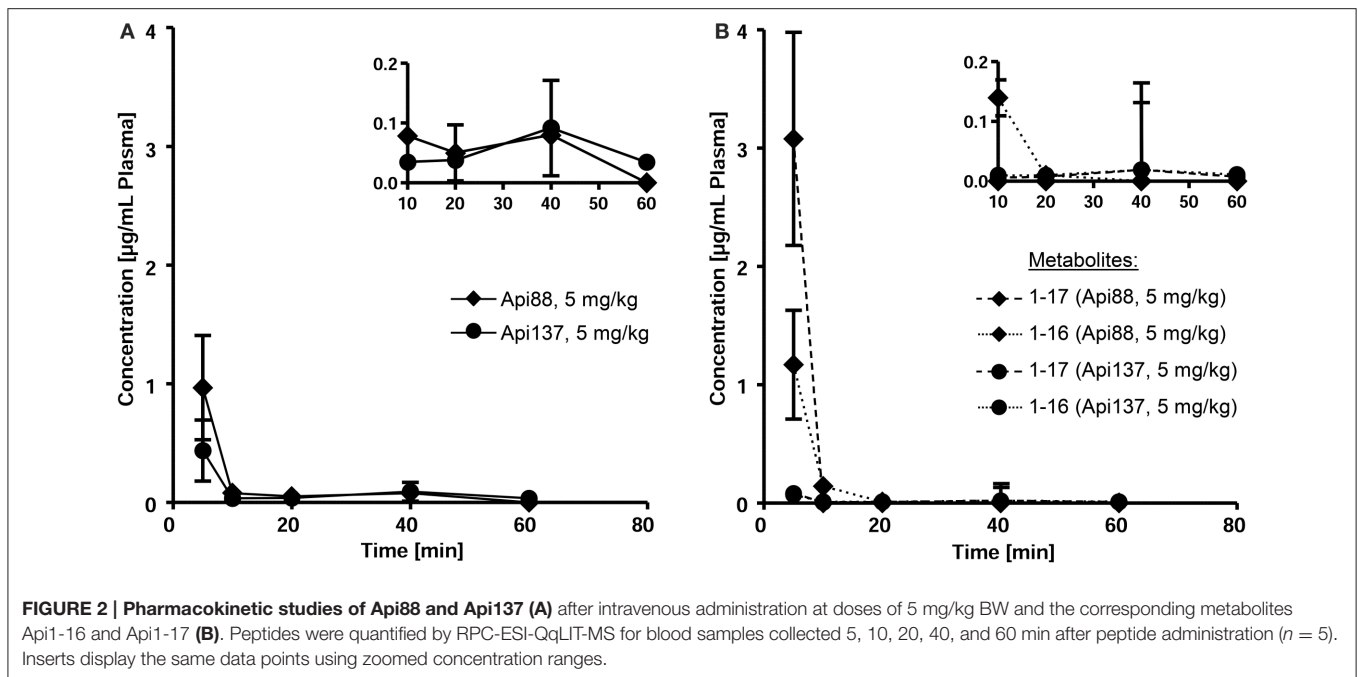 A
4
3
2
1
0
Concentration [µg/mL Plasma]
0 20 40 60 80
Time [min]
0.2
0.1
0.0
10 20 30 40 50 60
Api88, 5 mg/kg
Api137, 5 mg/kg
B
4
3
2
1
0
Concentration [µg/mL Plasma]
0 20 40 60 80
Time [min]
0.2
0.1
0.0
10 20 30 40 50 60
Metabolites:
1-17 (Api88, 5 mg/kg)
1-16 (Api88, 5 mg/kg)
1-17 (Api137, 5 mg/kg)
1-16 (Api137, 5 mg/kg)
FIGURE 2 | Pharmacokinetic studies of Api88 and Api137 (A) after intravenous administration at doses of 5 mg/kg BW and the corresponding metabolites
Api1-16 and Api1-17 (B). Peptides were quantified by RPC-ESI-QqLIT-MS for blood samples collected 5, 10, 20, 40, and 60 min after peptide administration (n = 5).
Inserts display the same data points using zoomed concentration ranges.